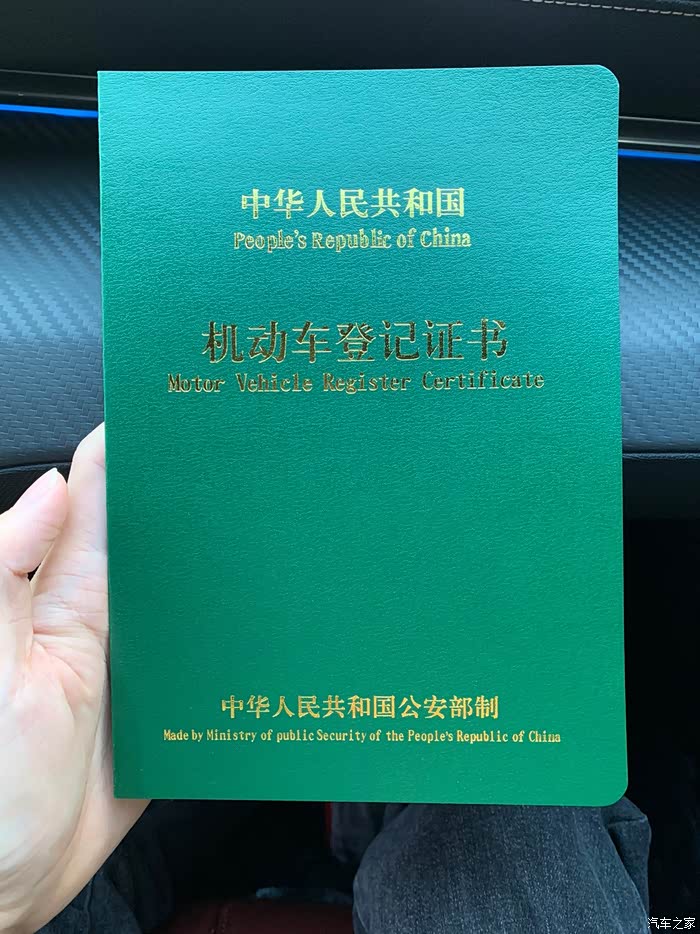 中华人民共和国
People's Republic of China
机动车登记证书
Motor Vehicle Register Certificate
中华人民共和国公安部制
Made by Ministry of public Security of the People's Republic of China
汽车之家